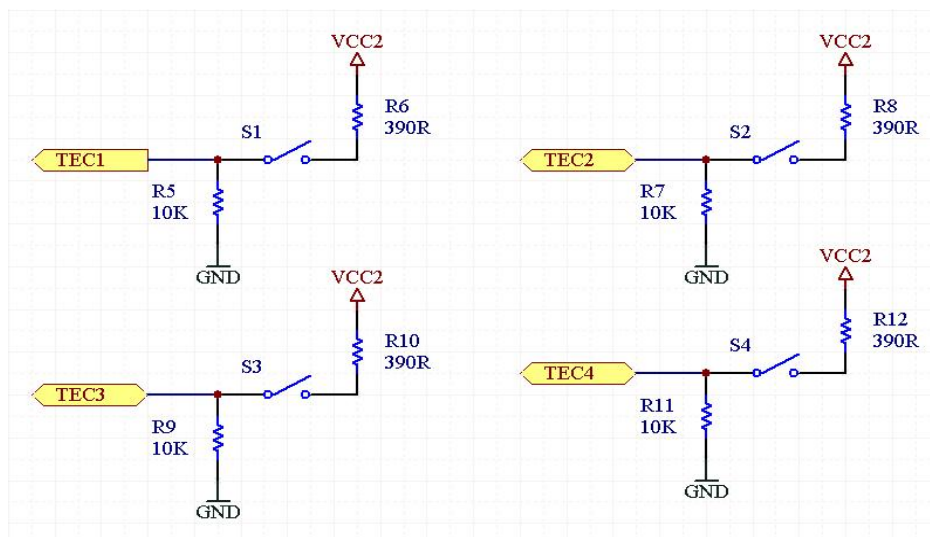 VCC2
R6
390R
S1
TEC1
R5
10K
GND
VCC2
R8
390R
S2
TEC2
R7
10K
GND
VCC2
R10
390R
S3
TEC3
R9
10K
GND
VCC2
R12
390R
S4
TEC4
R11
10K
GND